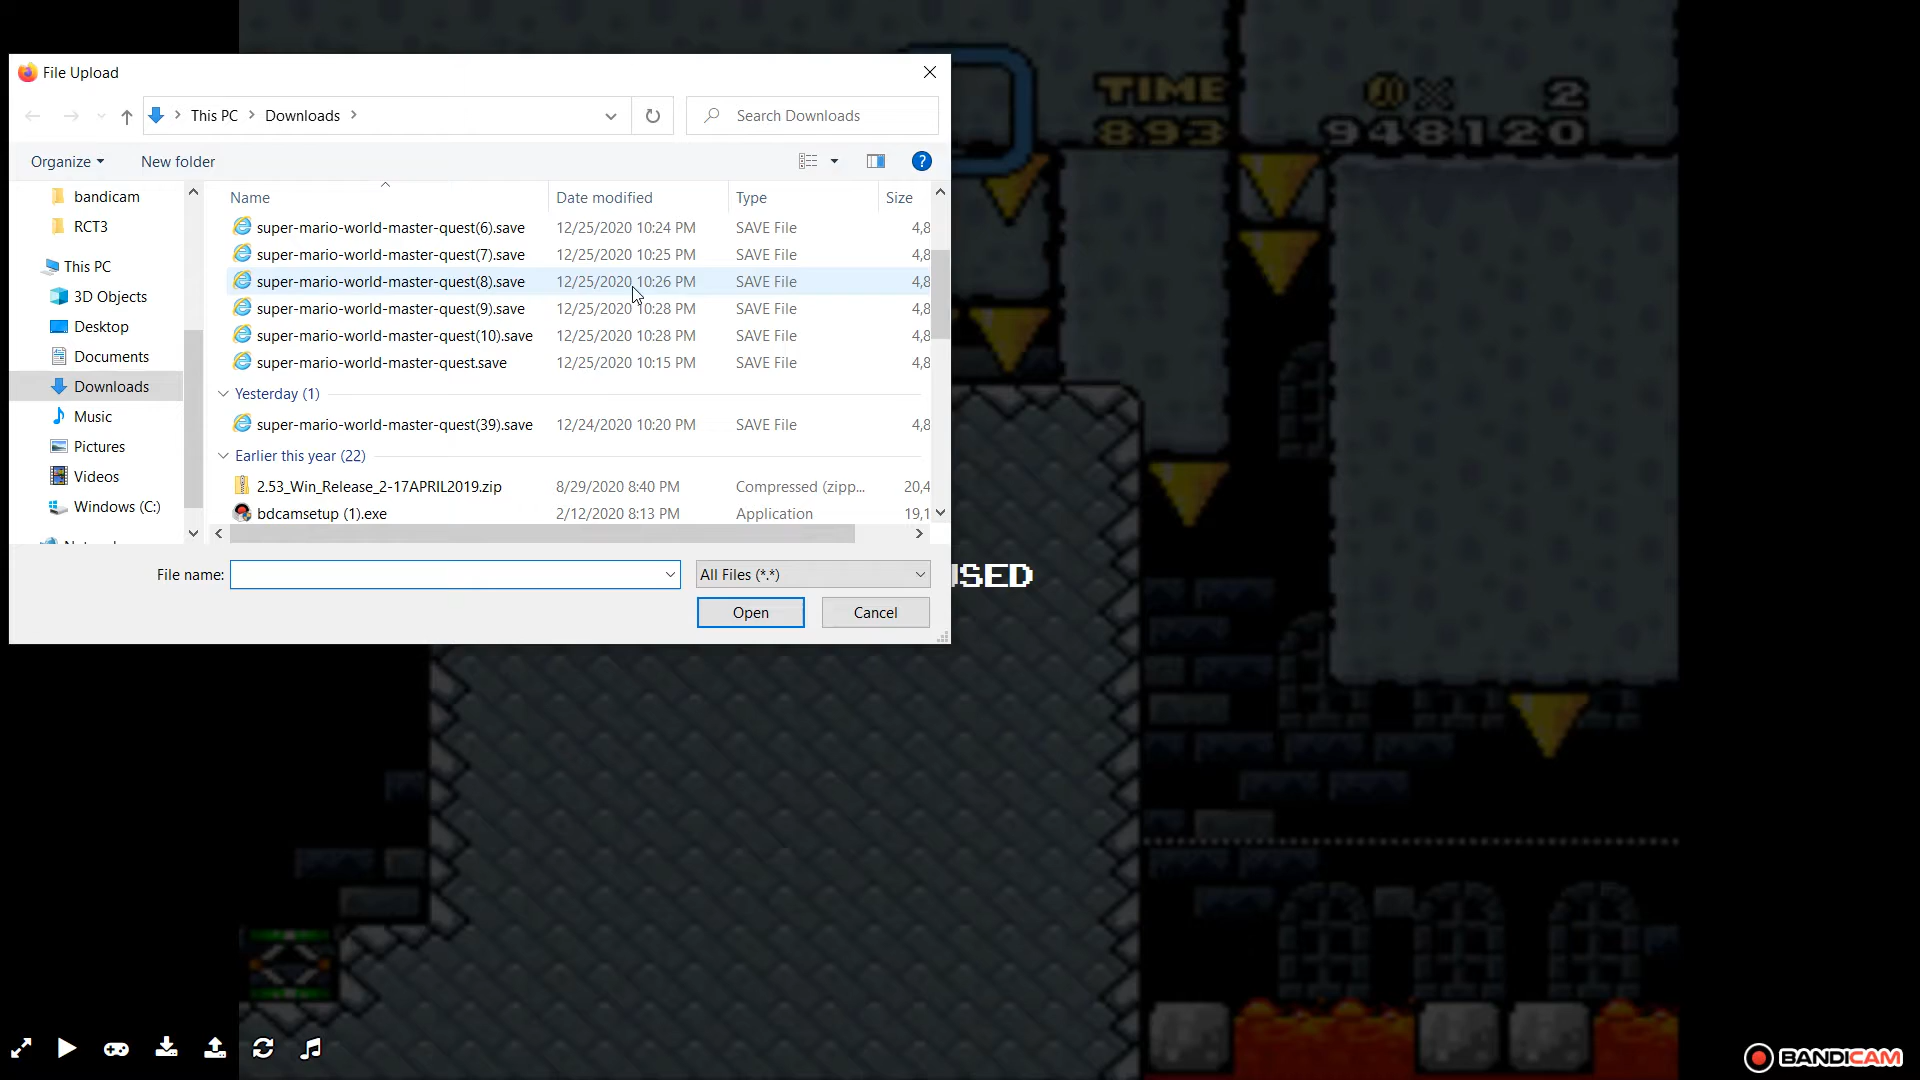 File Upload
This PC > Downloads >
Search Downloads
Organize
New folder
bandicam
RCT3
This PC
3D Objects
Desktop
Documents
Downloads
Music
Pictures
Videos
Windows (C:)
Name Date modified Type Size
super-mario-world-master-quest(6).save 12/25/2020 10:24 PM SAVE File 4,8
super-mario-world-master-quest(7).save 12/25/2020 10:25 PM SAVE File 4,8
super-mario-world-master-quest(8).save 12/25/2020 10:26 PM SAVE File 4,8
super-mario-world-master-quest(9).save 12/25/2020 10:28 PM SAVE File 4,8
super-mario-world-master-quest(10).save 12/25/2020 10:28 PM SAVE File 4,8
super-mario-world-master-quest.save 12/25/2020 10:15 PM SAVE File 4,8
Yesterday (1)
super-mario-world-master-quest(39).save 12/24/2020 10:20 PM SAVE File 4,8
Earlier this year (22)
2.53_Win_Release_2-17APRIL2019.zip 8/29/2020 8:40 PM Compressed (zipp... 20,4
bdcamsetup (1).exe 2/12/2020 8:13 PM Application 19,1
File name:
All Files (*.*)
Open
Cancel
TIME
893
x 2
948120
USED
BANDICAM